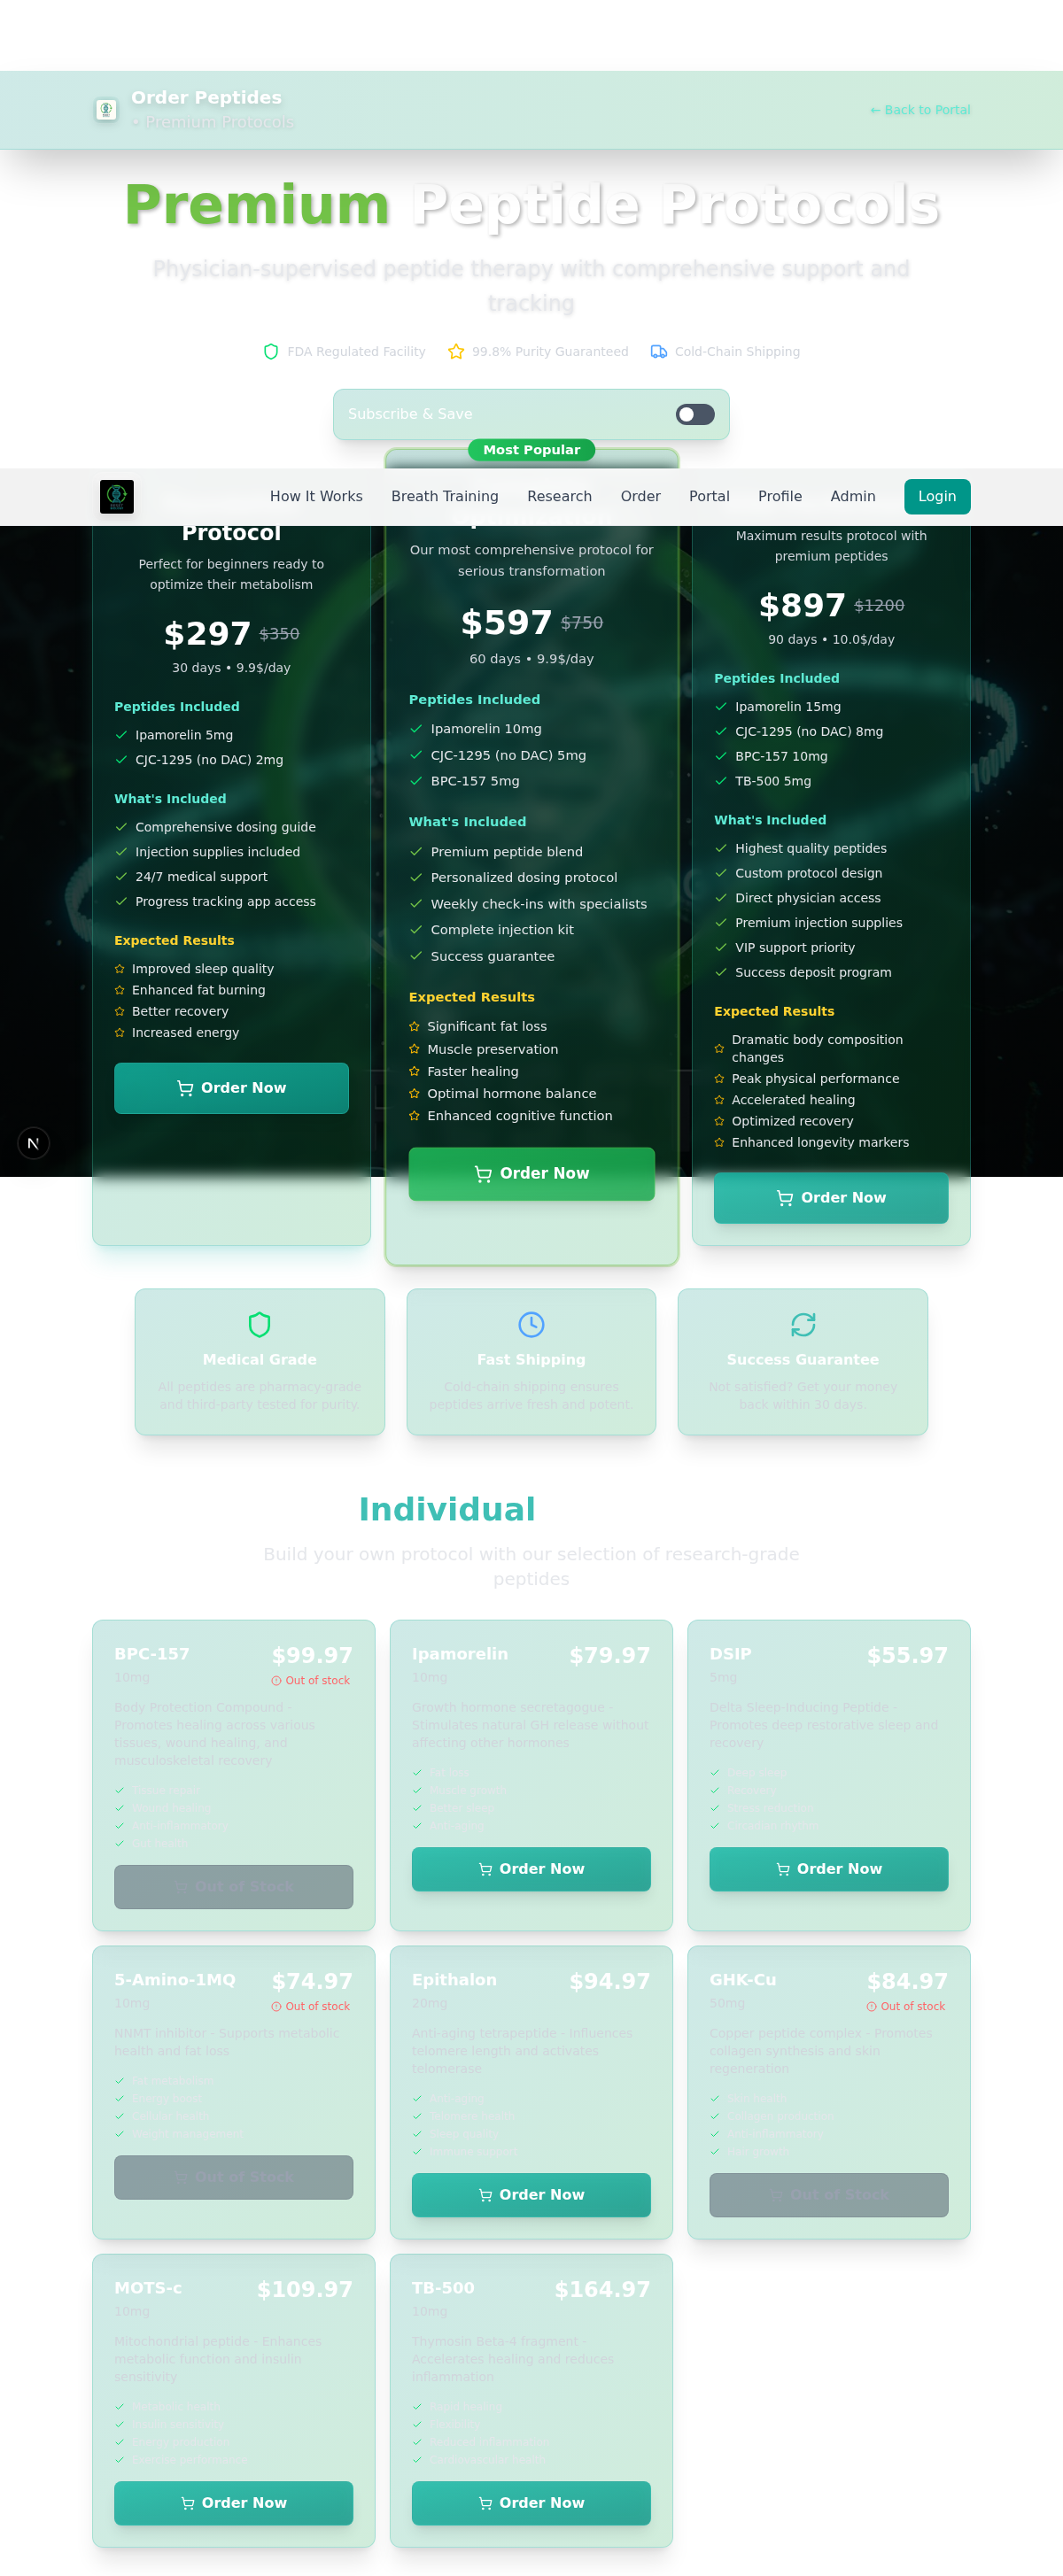 Order Peptides
• Premium Protocols
← Back to Portal
Premium Peptide Protocols
Physician-supervised peptide therapy with comprehensive support and
tracking
FDA Regulated Facility
99.8% Purity Guaranteed
Cold-Chain Shipping
Subscribe & Save
Most Popular
How It Works
Breath Training
Research
Order
Portal
Profile
Admin
Login
Protocol
Perfect for beginners ready to
optimize their metabolism
$297 $350
30 days • 9.9$/day
Peptides Included
Ipamorelin 5mg
CJC-1295 (no DAC) 2mg
What's Included
Comprehensive dosing guide
Injection supplies included
24/7 medical support
Progress tracking app access
Expected Results
Improved sleep quality
Enhanced fat burning
Better recovery
Increased energy
Order Now
Our most comprehensive protocol for
serious transformation
$597 $750
60 days • 9.9$/day
Peptides Included
Ipamorelin 10mg
CJC-1295 (no DAC) 5mg
BPC-157 5mg
What's Included
Premium peptide blend
Personalized dosing protocol
Weekly check-ins with specialists
Complete injection kit
Success guarantee
Expected Results
Significant fat loss
Muscle preservation
Faster healing
Optimal hormone balance
Enhanced cognitive function
Order Now
Maximum results protocol with
premium peptides
$897 $1200
90 days • 10.0$/day
Peptides Included
Ipamorelin 15mg
CJC-1295 (no DAC) 8mg
BPC-157 10mg
TB-500 5mg
What's Included
Highest quality peptides
Custom protocol design
Direct physician access
Premium injection supplies
VIP support priority
Success deposit program
Expected Results
Dramatic body composition
changes
Peak physical performance
Accelerated healing
Optimized recovery
Enhanced longevity markers
Order Now
N
Medical Grade
All peptides are pharmacy-grade
and third-party tested for purity.
Fast Shipping
Cold-chain shipping ensures
peptides arrive fresh and potent.
Success Guarantee
Not satisfied? Get your money
back within 30 days.
Individual
Build your own protocol with our selection of research-grade
peptides
BPC-157
$99.97
10mg
Out of stock
Body Protection Compound -
Promotes healing across various
tissues, wound healing, and
musculoskeletal recovery
Out of Stock
Ipamorelin
$79.97
10mg
Growth hormone secretagogue -
Stimulates natural GH release without
affecting other hormones
Order Now
DSIP
$55.97
5mg
Delta Sleep-Inducing Peptide -
Promotes deep restorative sleep and
recovery
Order Now
5-Amino-1MQ
$74.97
10mg
Out of stock
NNMT inhibitor - Supports metabolic
health and fat loss
Out of Stock
Epithalon
$94.97
20mg
Anti-aging tetrapeptide - Influences
telomere length and activates
telomerase
Order Now
GHK-Cu
$84.97
50mg
Out of stock
Copper peptide complex - Promotes
collagen synthesis and skin
regeneration
Out of Stock
MOTS-c
$109.97
10mg
Mitochondrial peptide - Enhances
metabolic function and insulin
sensitivity
Order Now
TB-500
$164.97
10mg
Thymosin Beta-4 fragment -
Accelerates healing and reduces
inflammation
Order Now